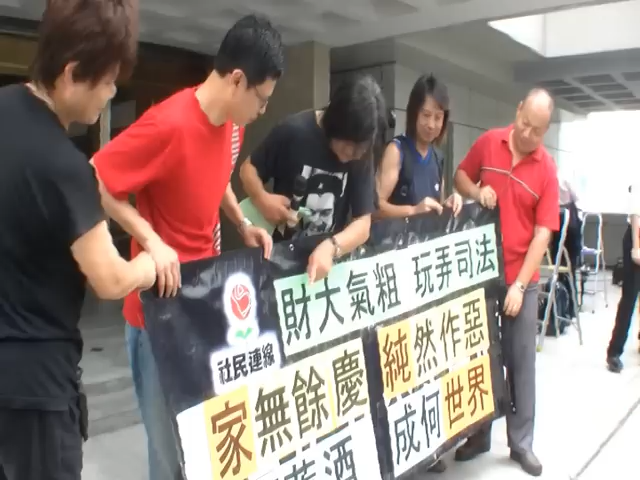 社民連線
財大氣粗 玩弄司法
家無餘慶
純然作惡
成何世界
酒